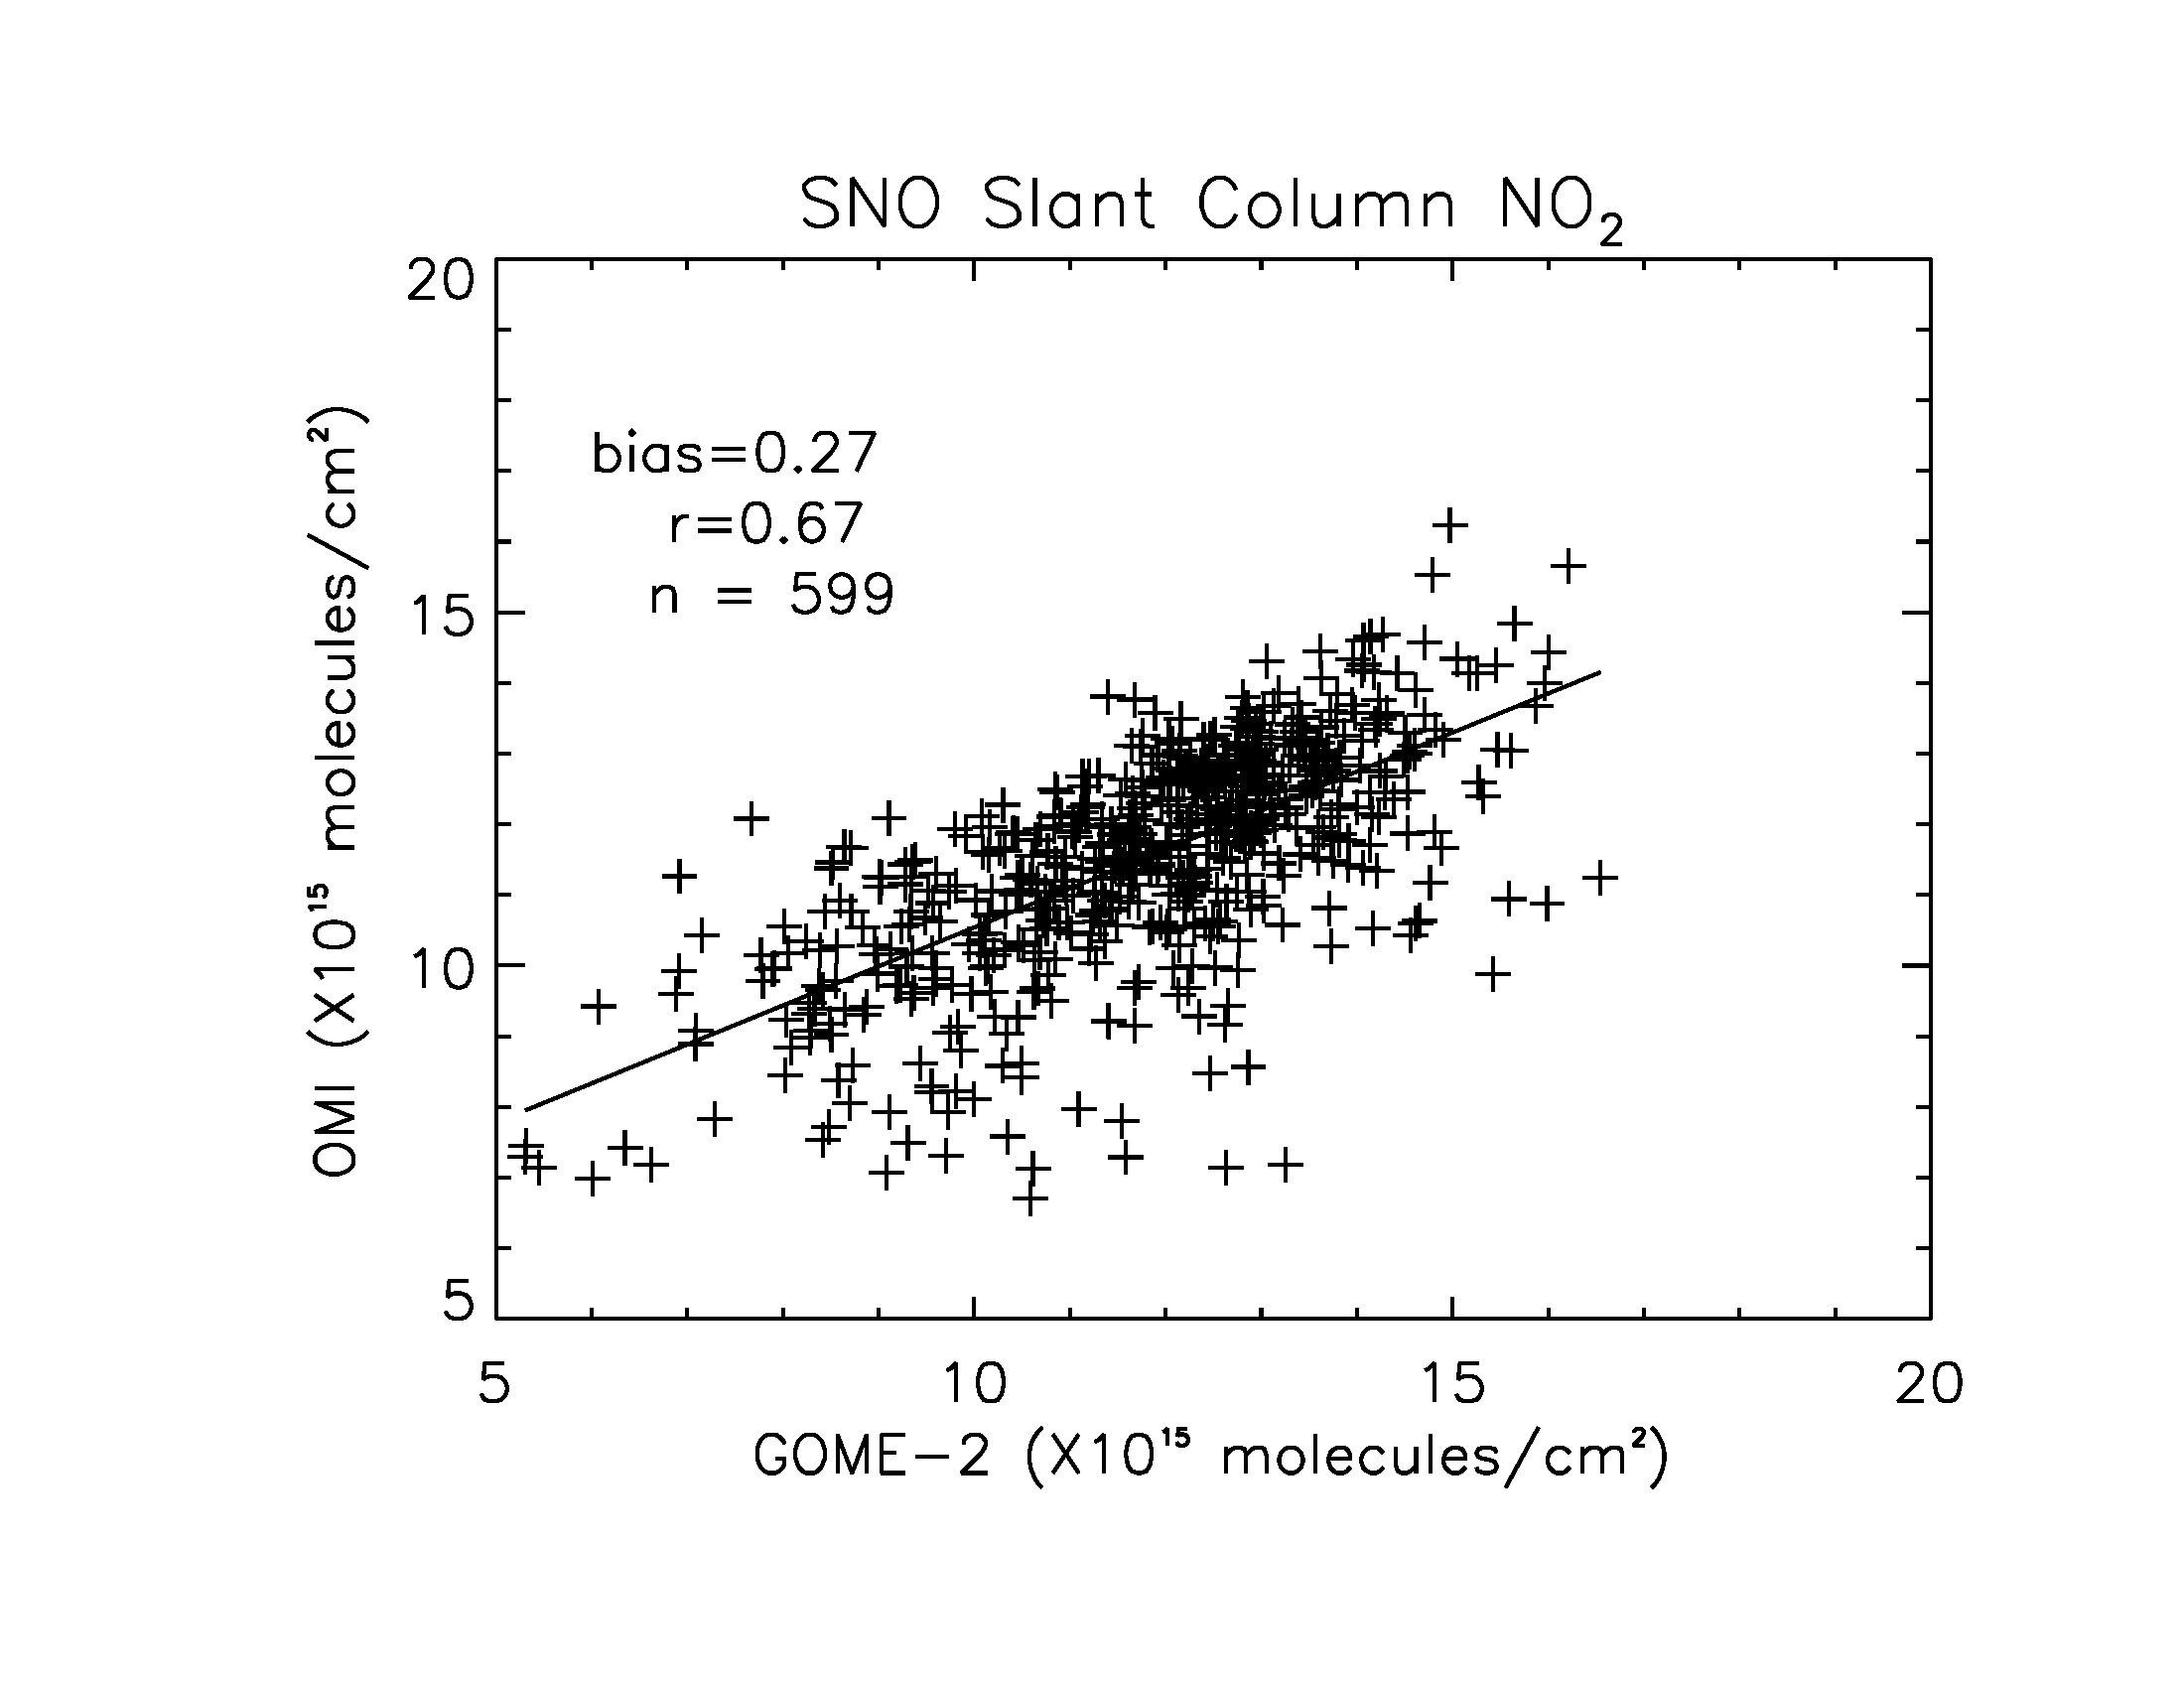 SNO Slant Column NO₂
20
15
10
5
OMI (X10¹⁵ molecules/cm²)
bias=0.27
r=0.67
n = 599
5 10 15 20
GOME-2 (X10¹⁵ molecules/cm²)